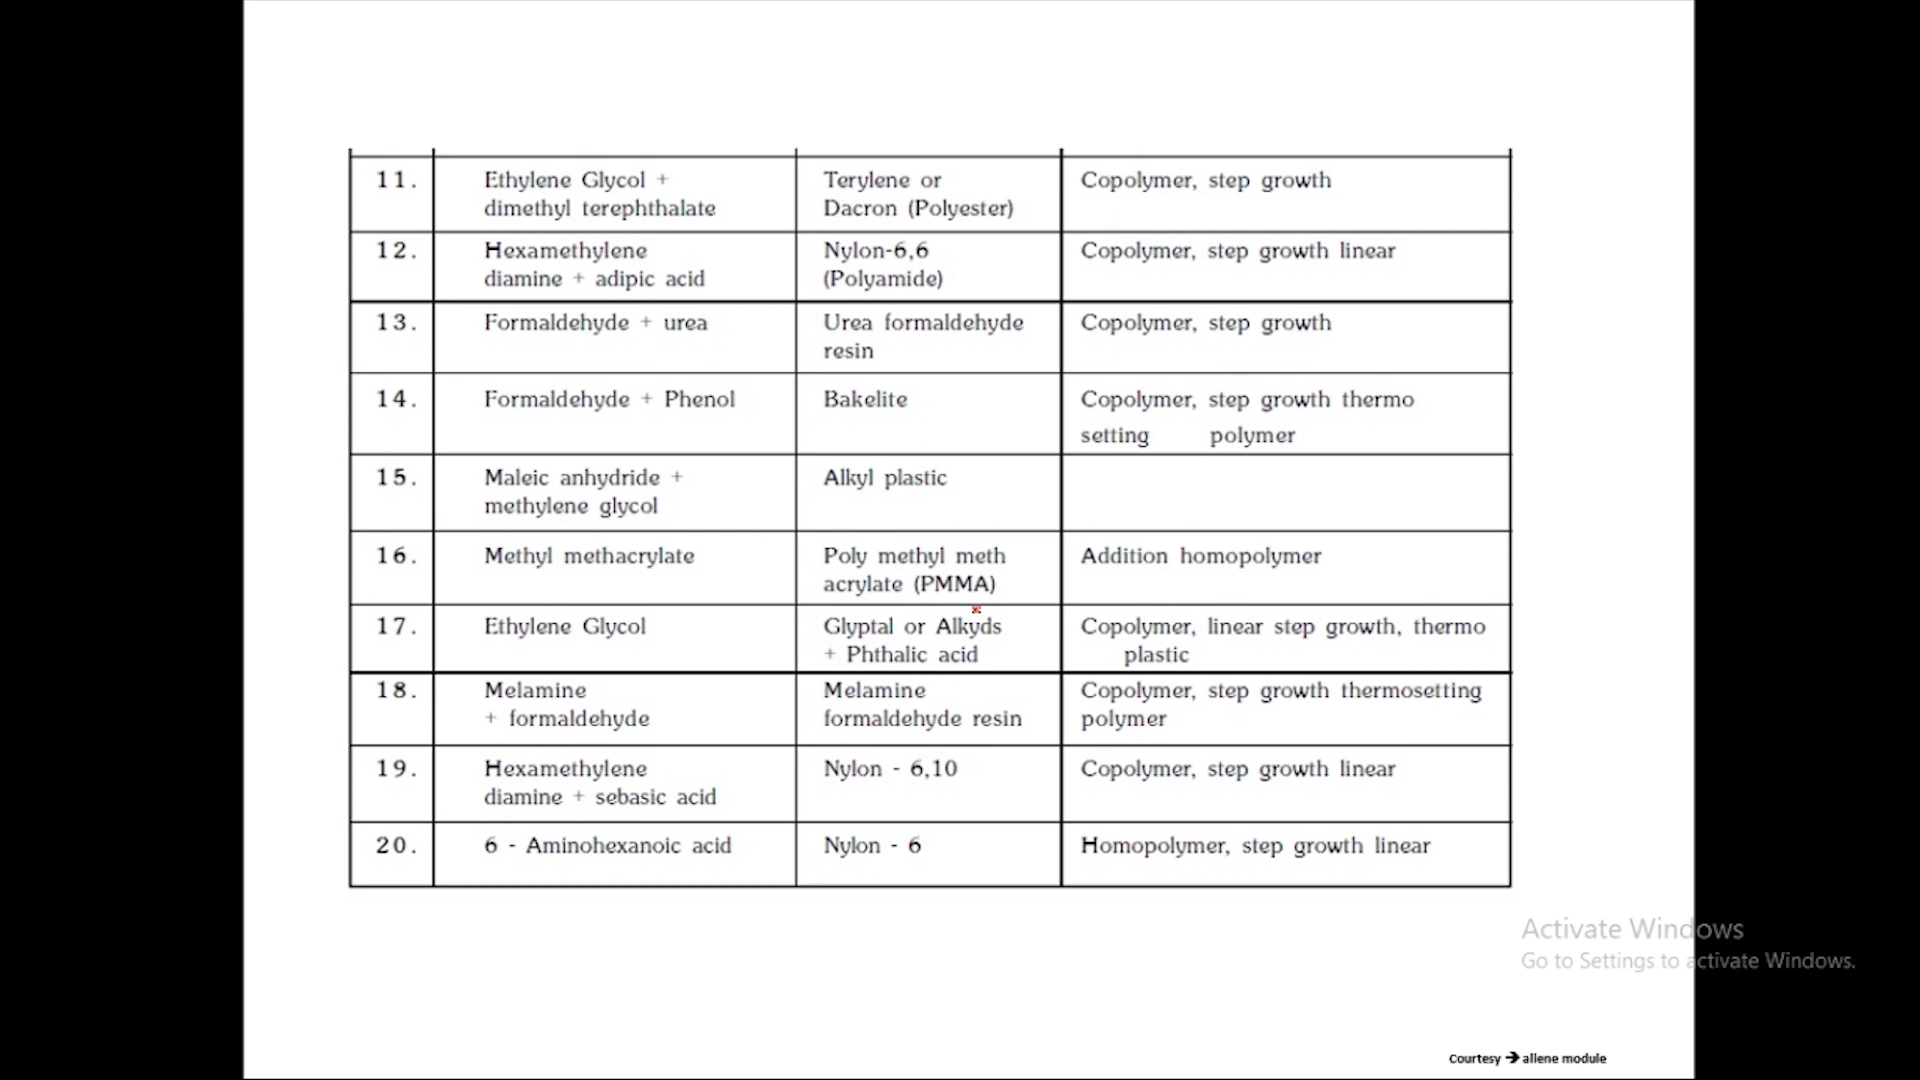 11. Ethylene Glycol + Terylene or Copolymer, step growth
dimethyl terephthalate Dacron (Polyester)
12. Hexamethylene Nylon-6,6 Copolymer, step growth linear
diamine + adipic acid (Polyamide)
13. Formaldehyde + urea Urea formaldehyde Copolymer, step growth
resin
14. Formaldehyde + Phenol Bakelite Copolymer, step growth thermo
setting polymer
15. Maleic anhydride + Alkyl plastic
methylene glycol
16. Methyl methacrylate Poly methyl meth Addition homopolymer
acrylate (PMMA)
17. Ethylene Glycol Glyptal or Alkyds Copolymer, linear step growth, thermo
+ Phthalic acid plastic
18. Melamine Melamine Copolymer, step growth thermosetting
+ formaldehyde formaldehyde resin polymer
19. Hexamethylene Nylon - 6,10 Copolymer, step growth linear
diamine + sebasic acid
20. 6 - Aminohexanoic acid Nylon - 6 Homopolymer, step growth linear
Activate Windows
Go to Settings to activate Windows.
Courtesy ➔ allene module